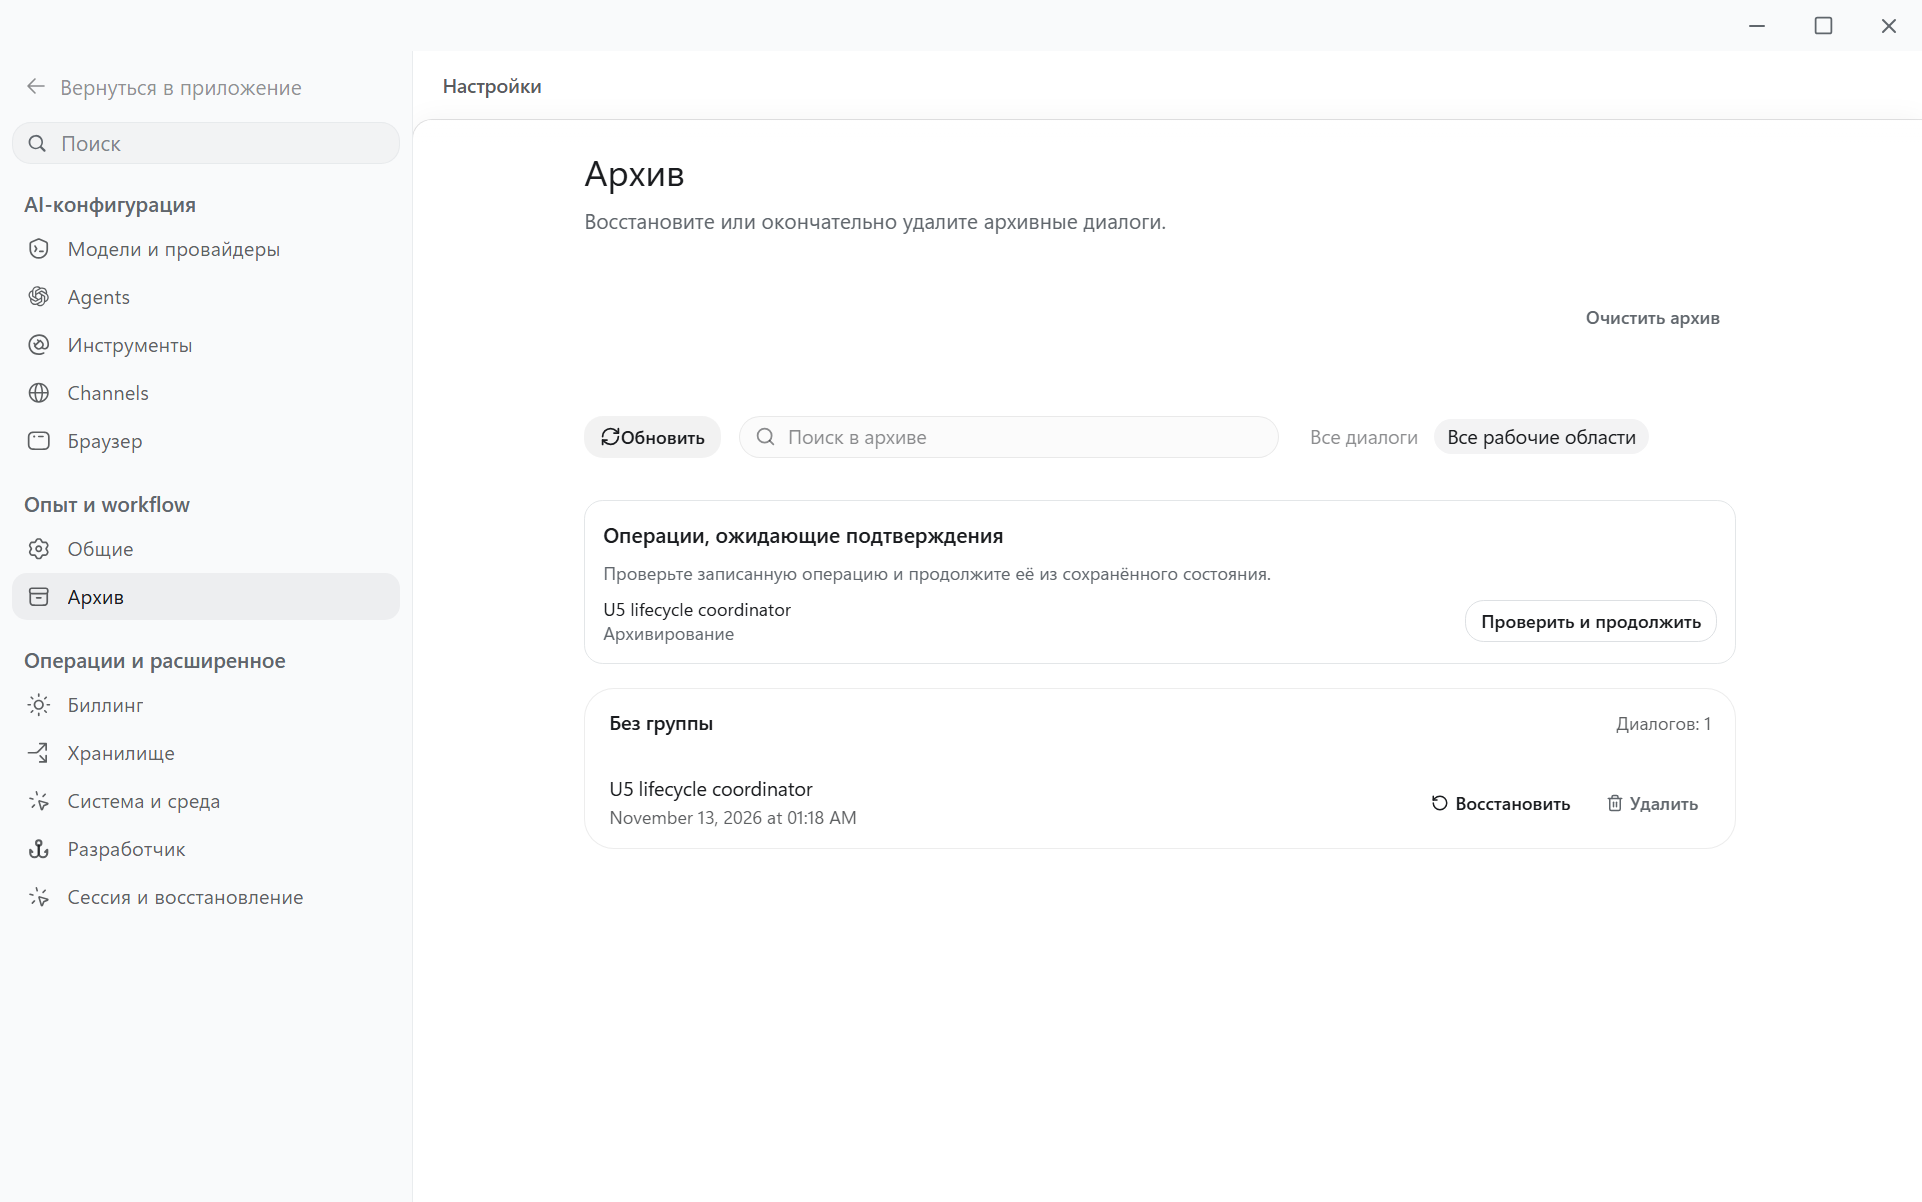 Вернуться в приложение
Поиск
AI-конфигурация
Модели и провайдеры
Agents
Инструменты
Channels
Браузер
Опыт и workflow
Общие
Архив
Операции и расширенное
Биллинг
Хранилище
Система и среда
Разработчик
Сессия и восстановление
Настройки
Архив
Восстановите или окончательно удалите архивные диалоги.
Очистить архив
Обновить
Поиск в архиве
Все диалоги
Все рабочие области
Операции, ожидающие подтверждения
Проверьте записанную операцию и продолжите её из сохранённого состояния.
U5 lifecycle coordinator
Архивирование
Проверить и продолжить
Без группы
Диалогов: 1
U5 lifecycle coordinator
November 13, 2026 at 01:18 AM
Восстановить
Удалить